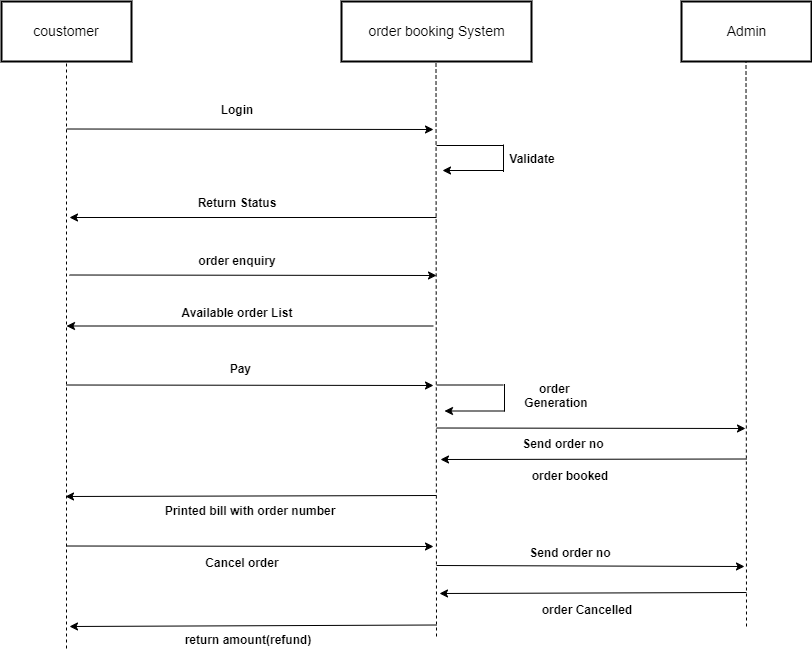 coustomer
order booking System
Admin
Login
Validate
Return Status
order enquiry
Available order List
Pay
order
Generation
Send order no
order booked
Printed bill with order number
Send order no
Cancel order
order Cancelled
return amount(refund)